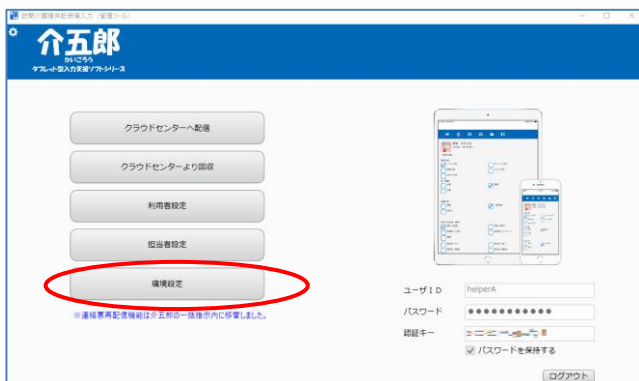 訪問介護提供記録等入力（管理ツール）
介五郎
かいごろう
タブレット型入力支援ソフトシリーズ
クラウドセンターへ配信
クラウドセンターより回収
利用者設定
担当者設定
環境設定
※連絡票再配信機能は介五郎の一括指示内に移管しました。
ユーザID
helperA
パスワード
●●●●●●●●●●●
認証キー
パスワードを保持する
ログアウト